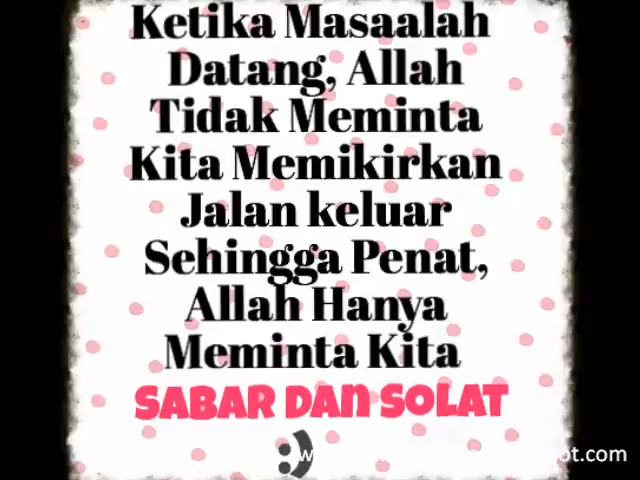 Ketika Masaalah
Datang, Allah
Tidak Meminta
Kita Memikirkan
Jalan keluar
Sehingga Penat,
Allah Hanya
Meminta Kita
SABAR DAN SOLAT
:)